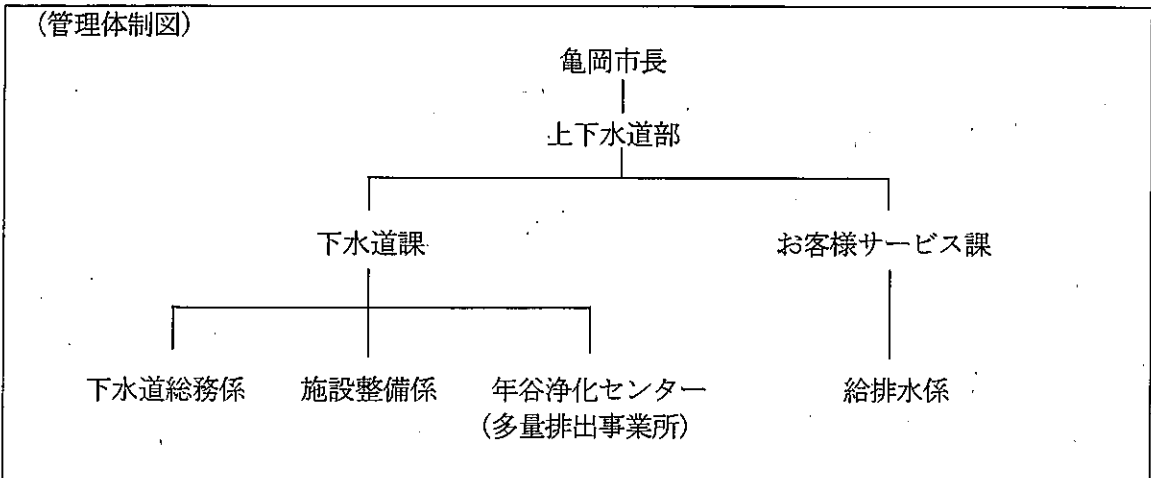 (管理体制図)
亀岡市長
上下水道部
下水道課 お客様サービス課
下水道総務係 施設整備係 年谷浄化センター 給排水係
(多量排出事業所)